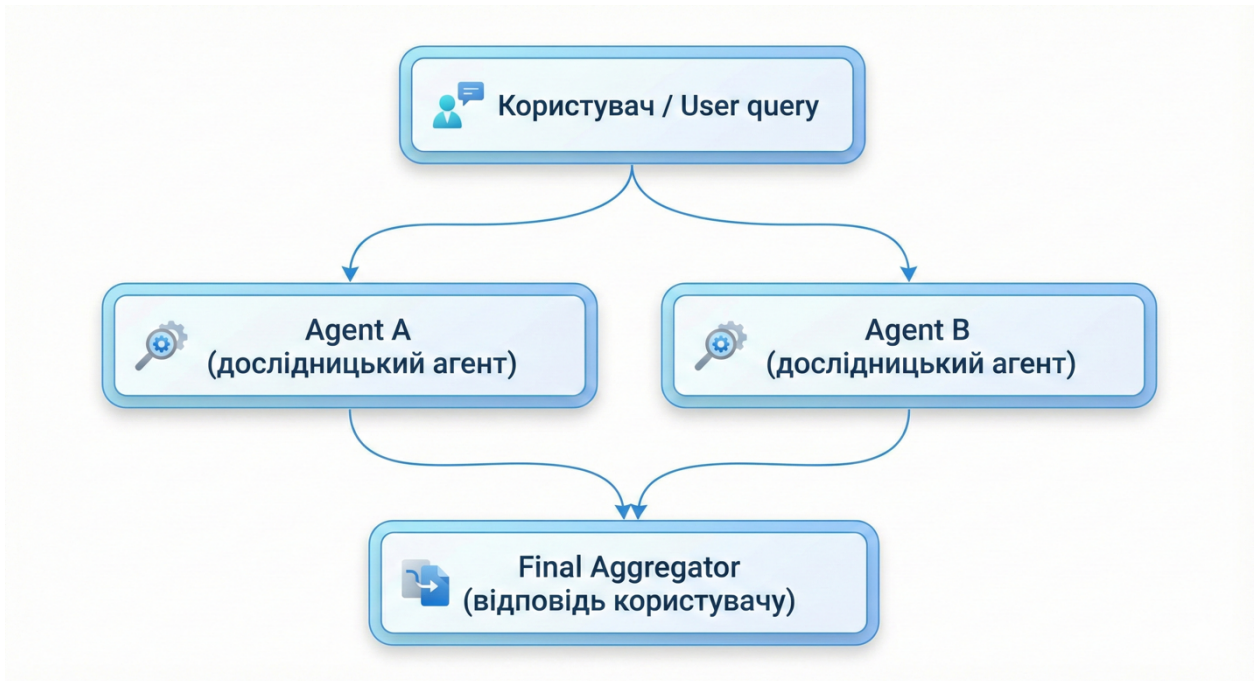 Користувач / User query
Agent A
(дослідницький агент)
Agent B
(дослідницький агент)
Final Aggregator
(відповідь користувачу)